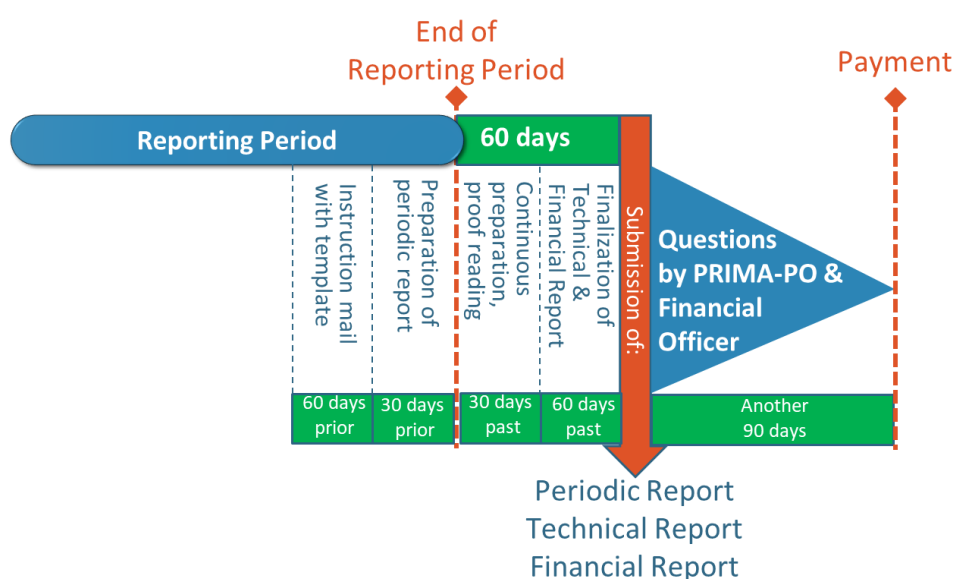 End of
Reporting Period
Payment
Reporting Period
60 days
Instruction mail
with template
Preparation of
periodic report
Continuous
preparation,
proof reading
Finalization of
Technical &
Financial Report
Submission of:
Questions
by PRIMA-PO &
Financial
Officer
60 days
prior
30 days
prior
30 days
past
60 days
past
Another
90 days
Periodic Report
Technical Report
Financial Report